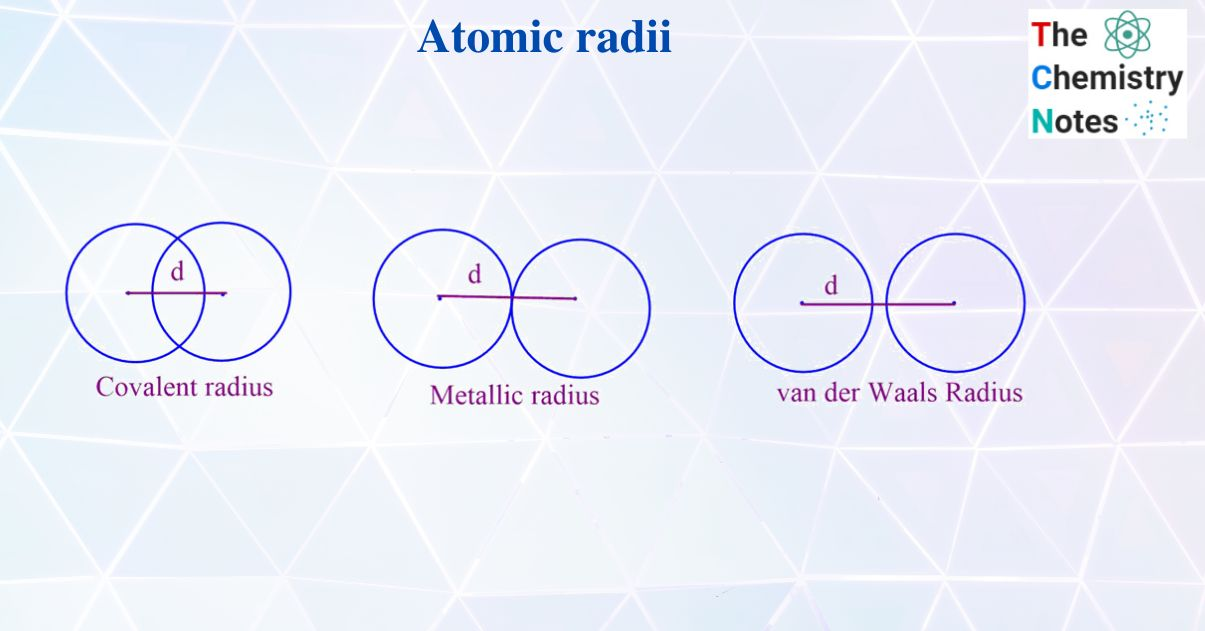 Atomic radii
The
Chemistry
Notes
d
d
d
Covalent radius
Metallic radius
van der Waals Radius